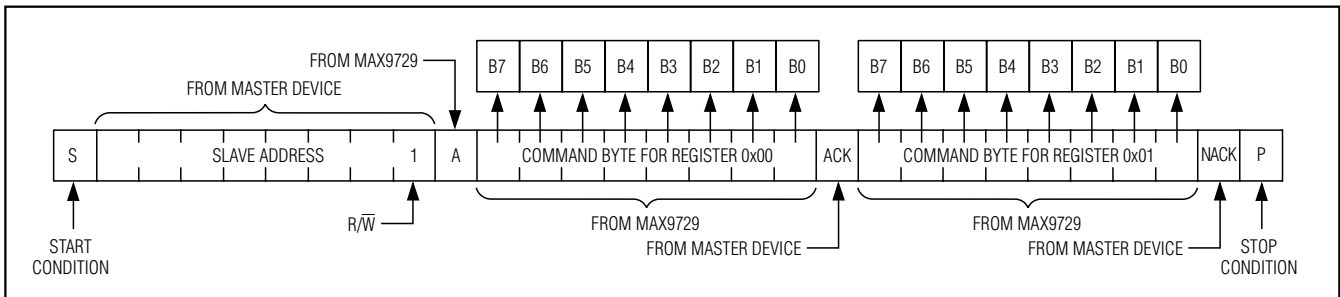 B7 B6 B5 B4 B3 B2 B1 B0 B7 B6 B5 B4 B3 B2 B1 B0
FROM MAX9729
FROM MASTER DEVICE
S SLAVE ADDRESS 1 A COMMAND BYTE FOR REGISTER 0x00 ACK COMMAND BYTE FOR REGISTER 0x01 NACK P
R/W̅
FROM MAX9729 FROM MAX9729
START
CONDITION
FROM MASTER DEVICE FROM MASTER DEVICE
STOP
CONDITION